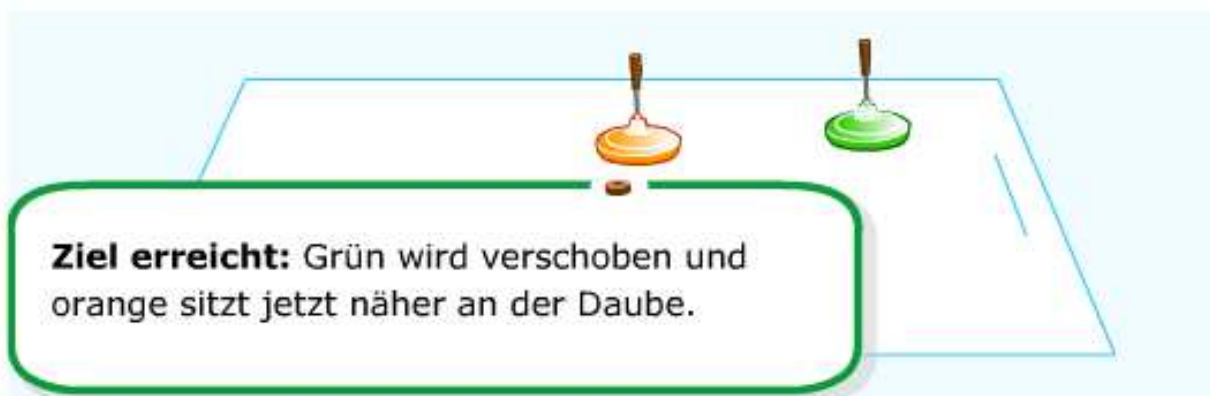 Ziel erreicht: Grün wird verschoben und
orange sitzt jetzt näher an der Daube.